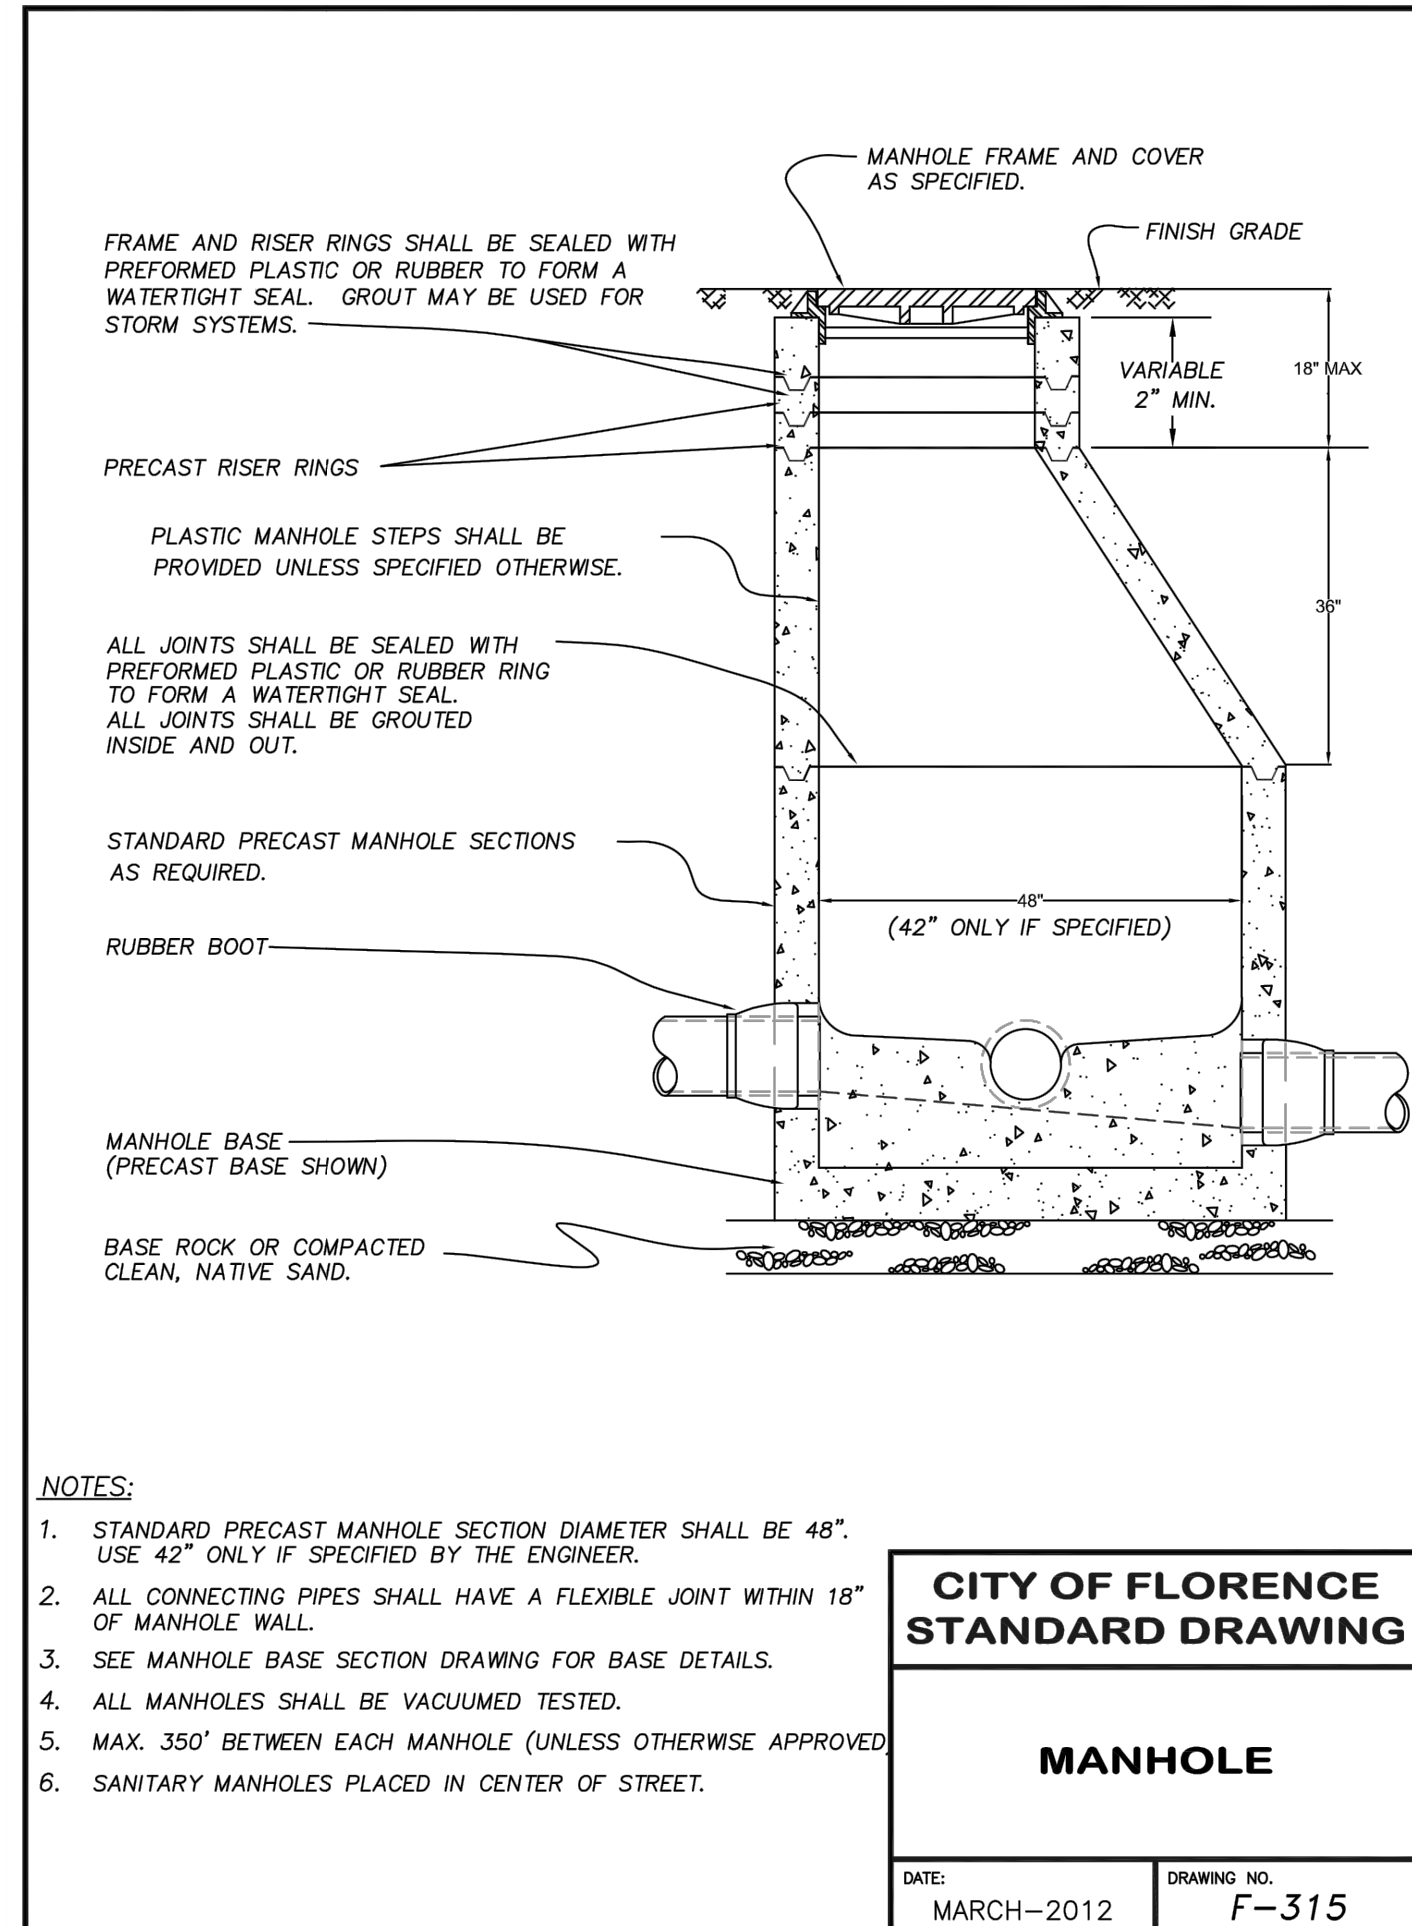 MANHOLE FRAME AND COVER
AS SPECIFIED.
FINISH GRADE
FRAME AND RISER RINGS SHALL BE SEALED WITH
PREFORMED PLASTIC OR RUBBER TO FORM A
WATERTIGHT SEAL. GROUT MAY BE USED FOR
STORM SYSTEMS.
VARIABLE
2" MIN.
18" MAX
PRECAST RISER RINGS
PLASTIC MANHOLE STEPS SHALL BE
PROVIDED UNLESS SPECIFIED OTHERWISE.
36"
ALL JOINTS SHALL BE SEALED WITH
PREFORMED PLASTIC OR RUBBER RING
TO FORM A WATERTIGHT SEAL.
ALL JOINTS SHALL BE GROUTED
INSIDE AND OUT.
STANDARD PRECAST MANHOLE SECTIONS
AS REQUIRED.
48"
(42" ONLY IF SPECIFIED)
RUBBER BOOT
MANHOLE BASE
(PRECAST BASE SHOWN)
BASE ROCK OR COMPACTED
CLEAN, NATIVE SAND.
NOTES:
1. STANDARD PRECAST MANHOLE SECTION DIAMETER SHALL BE 48".
USE 42" ONLY IF SPECIFIED BY THE ENGINEER.
2. ALL CONNECTING PIPES SHALL HAVE A FLEXIBLE JOINT WITHIN 18"
OF MANHOLE WALL.
3. SEE MANHOLE BASE SECTION DRAWING FOR BASE DETAILS.
4. ALL MANHOLES SHALL BE VACUUMED TESTED.
5. MAX. 350' BETWEEN EACH MANHOLE (UNLESS OTHERWISE APPROVED)
6. SANITARY MANHOLES PLACED IN CENTER OF STREET.
CITY OF FLORENCE
STANDARD DRAWING
MANHOLE
DATE:
MARCH-2012
DRAWING NO.
F-315